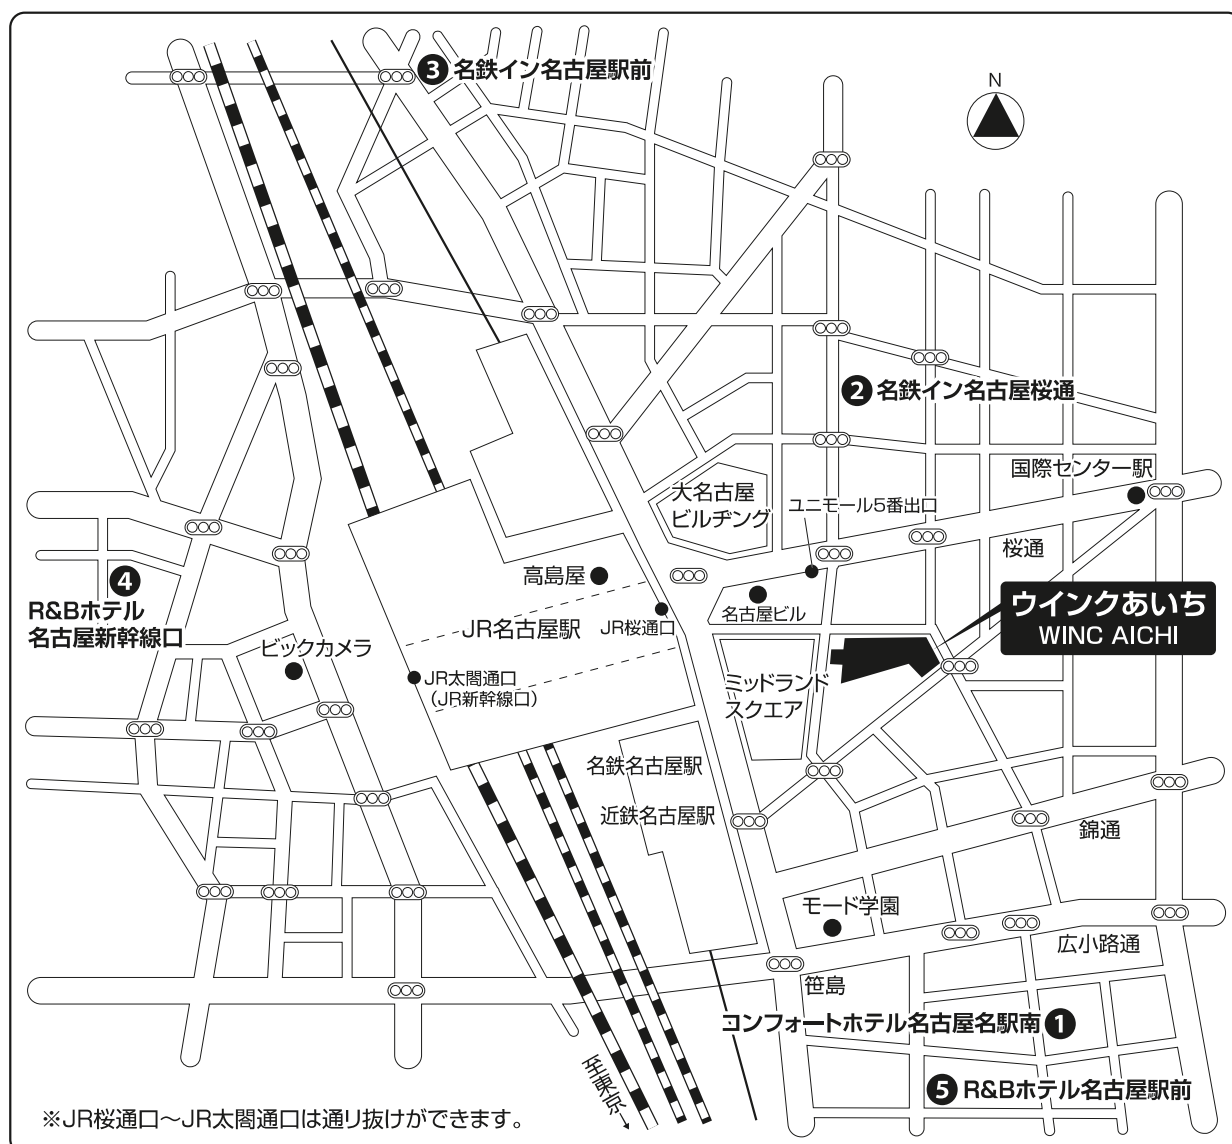 ❸ 名鉄イン名古屋駅前
N
❷ 名鉄イン名古屋桜通
国際センター駅
大名古屋
ビルヂング
ユニモール5番出口
桜通
❹
R&Bホテル
名古屋新幹線口
高島屋
名古屋ビル
ウインクあいち
WINC AICHI
JR名古屋駅
JR桜通口
ビックカメラ
JR太閤通口
（JR新幹線口）
ミッドランド
スクエア
名鉄名古屋駅
近鉄名古屋駅
錦通
モード学園
広小路通
笹島
コンフォートホテル名古屋名駅南 ❶
❺ R&Bホテル名古屋駅前
至東京
※JR桜通口～JR太閤通口は通り抜けができます。